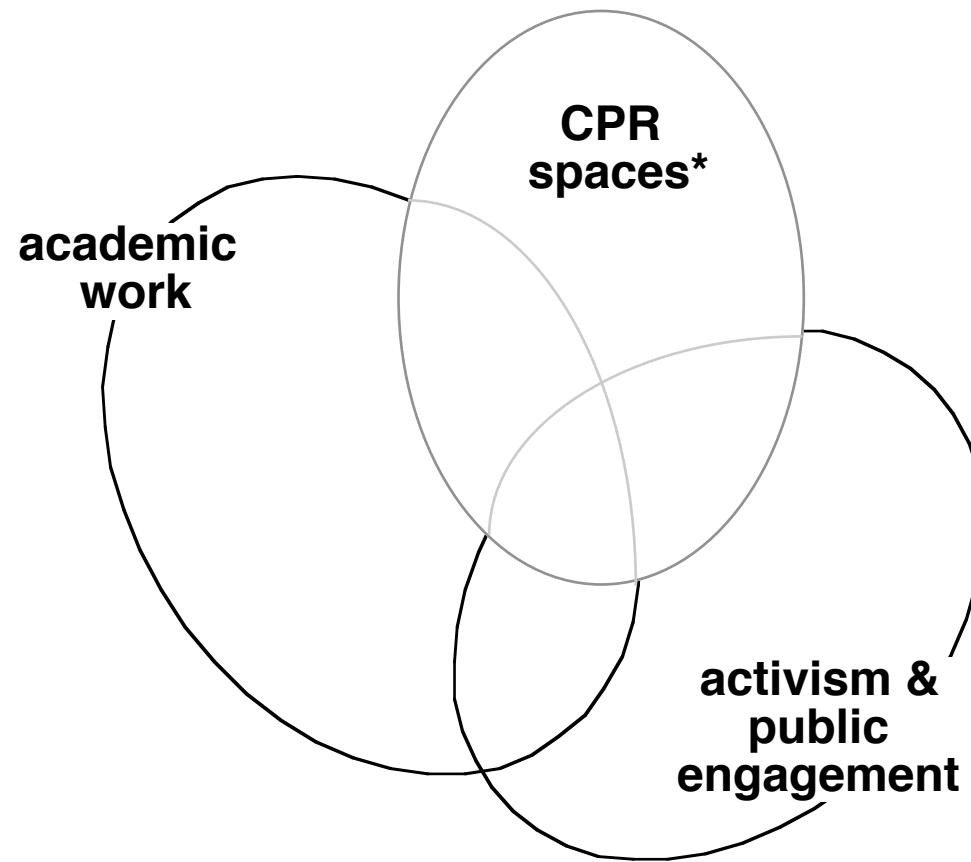 CPR
spaces*
academic
work
activism &
public
engagement